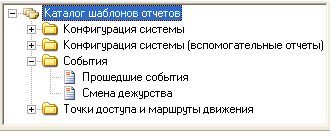 Каталог шаблонов отчетов
Конфигурация системы
Конфигурация системы (вспомогательные отчеты)
События
Прошедшие события
Смена дежурства
Точки доступа и маршруты движения